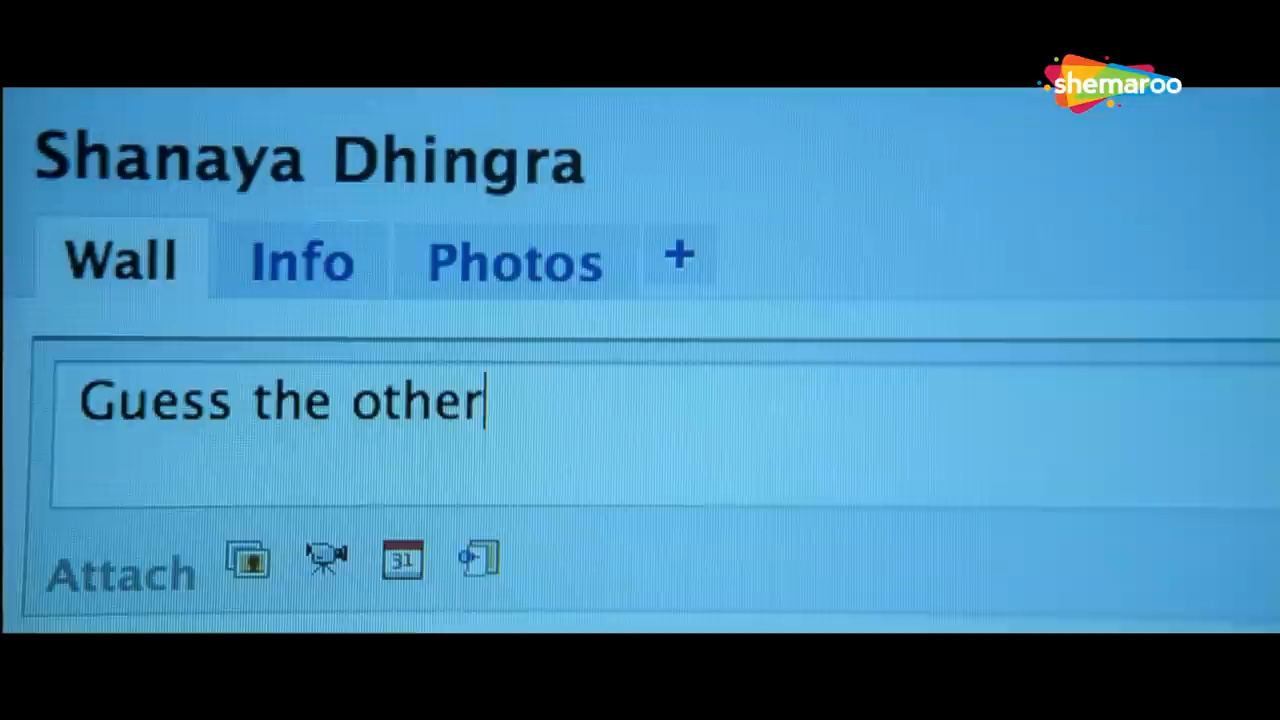 shemaroo
Shanaya Dhingra
Wall Info Photos +
Guess the other
Attach 31